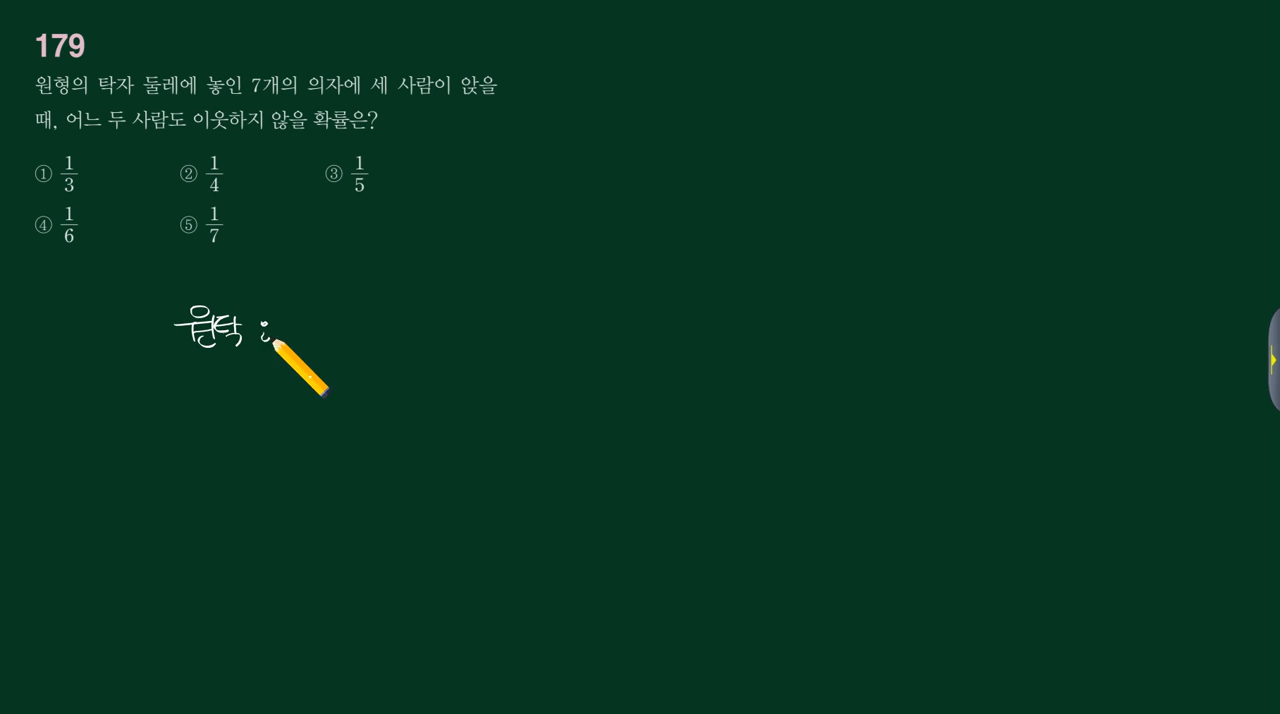 179
원형의 탁자 둘레에 놓인 7개의 의자에 세 사람이 앉을
때, 어느 두 사람도 이웃하지 않을 확률은?
① 1/3 ② 1/4 ③ 1/5
④ 1/6 ⑤ 1/7
원탁 :